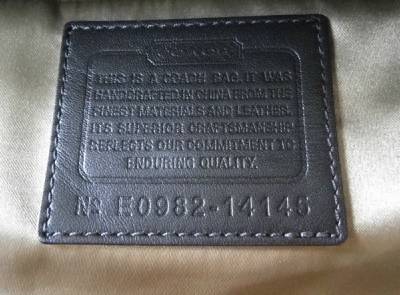 COACH
THIS IS A COACH BAG. IT WAS
HANDCRAFTED IN CHINA FROM THE
FINEST MATERIALS AND LEATHER.
ITS SUPERIOR CRAFTSMANSHIP
REFLECTS OUR COMMITMENT TO
ENDURING QUALITY.
No E0982-14146